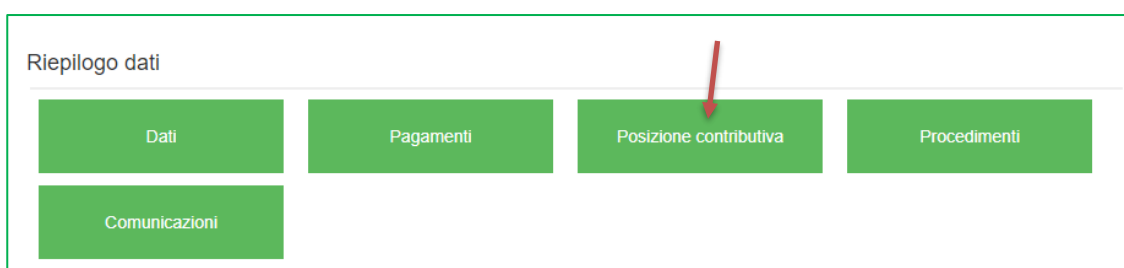 Riepilogo dati
Dati
Pagamenti
Posizione contributiva
Procedimenti
Comunicazioni